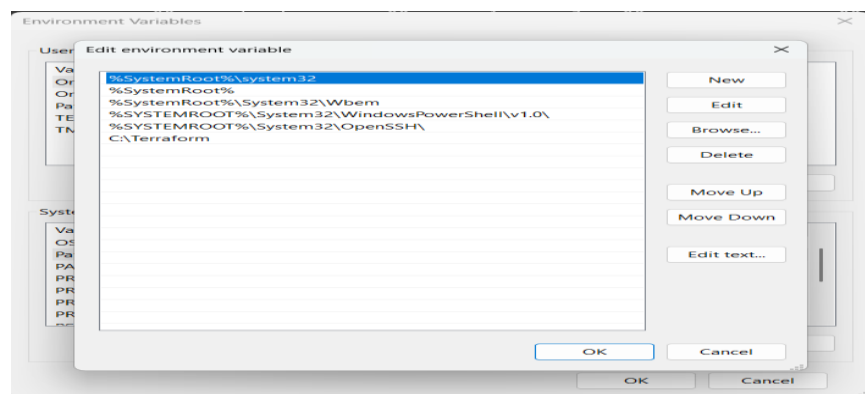 Environment Variables
User
Edit environment variable
Va
%SystemRoot%\system32
New
Or
%SystemRoot%
Or
%SystemRoot%\System32\Wbem
Edit
Pa
%SYSTEMROOT%\System32\WindowsPowerShell\v1.0\
TE
%SYSTEMROOT%\System32\OpenSSH\
Browse...
TM
C:\Terraform
Delete
Move Up
Syste
Move Down
Va
OS
Pa
Edit text...
PA
PR
PR
PR
PR
OK
Cancel
OK
Cancel